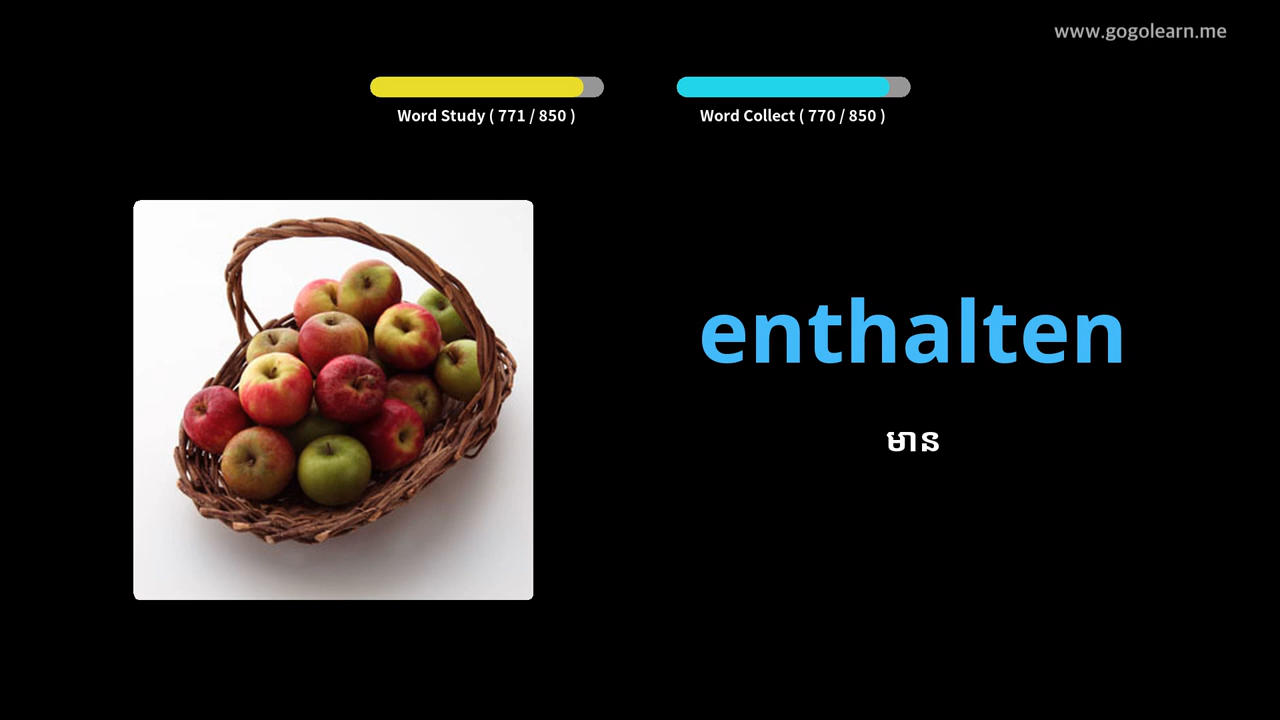 www.gogolearn.me
Word Study ( 771 / 850 )
Word Collect ( 770 / 850 )
enthalten
មាន